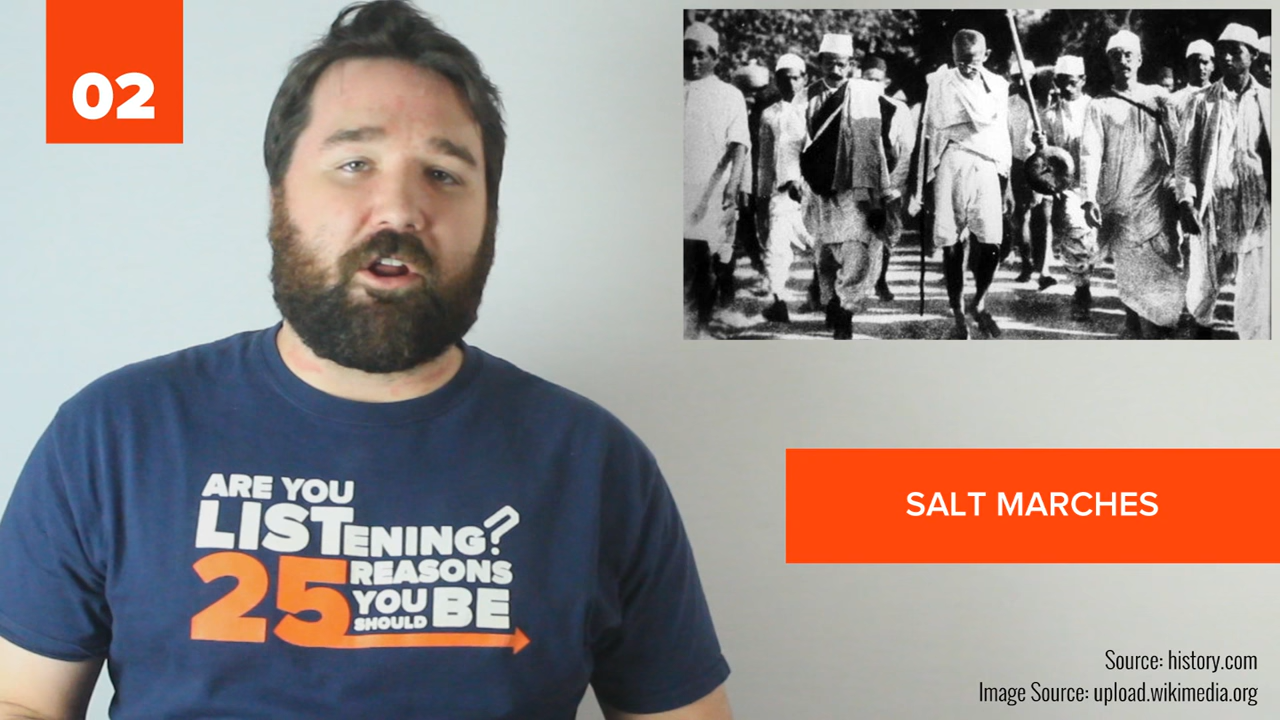 02
SALT MARCHES
ARE YOU
LISTENING?
25 REASONS
YOU SHOULD BE
Source: history.com
Image Source: upload.wikimedia.org